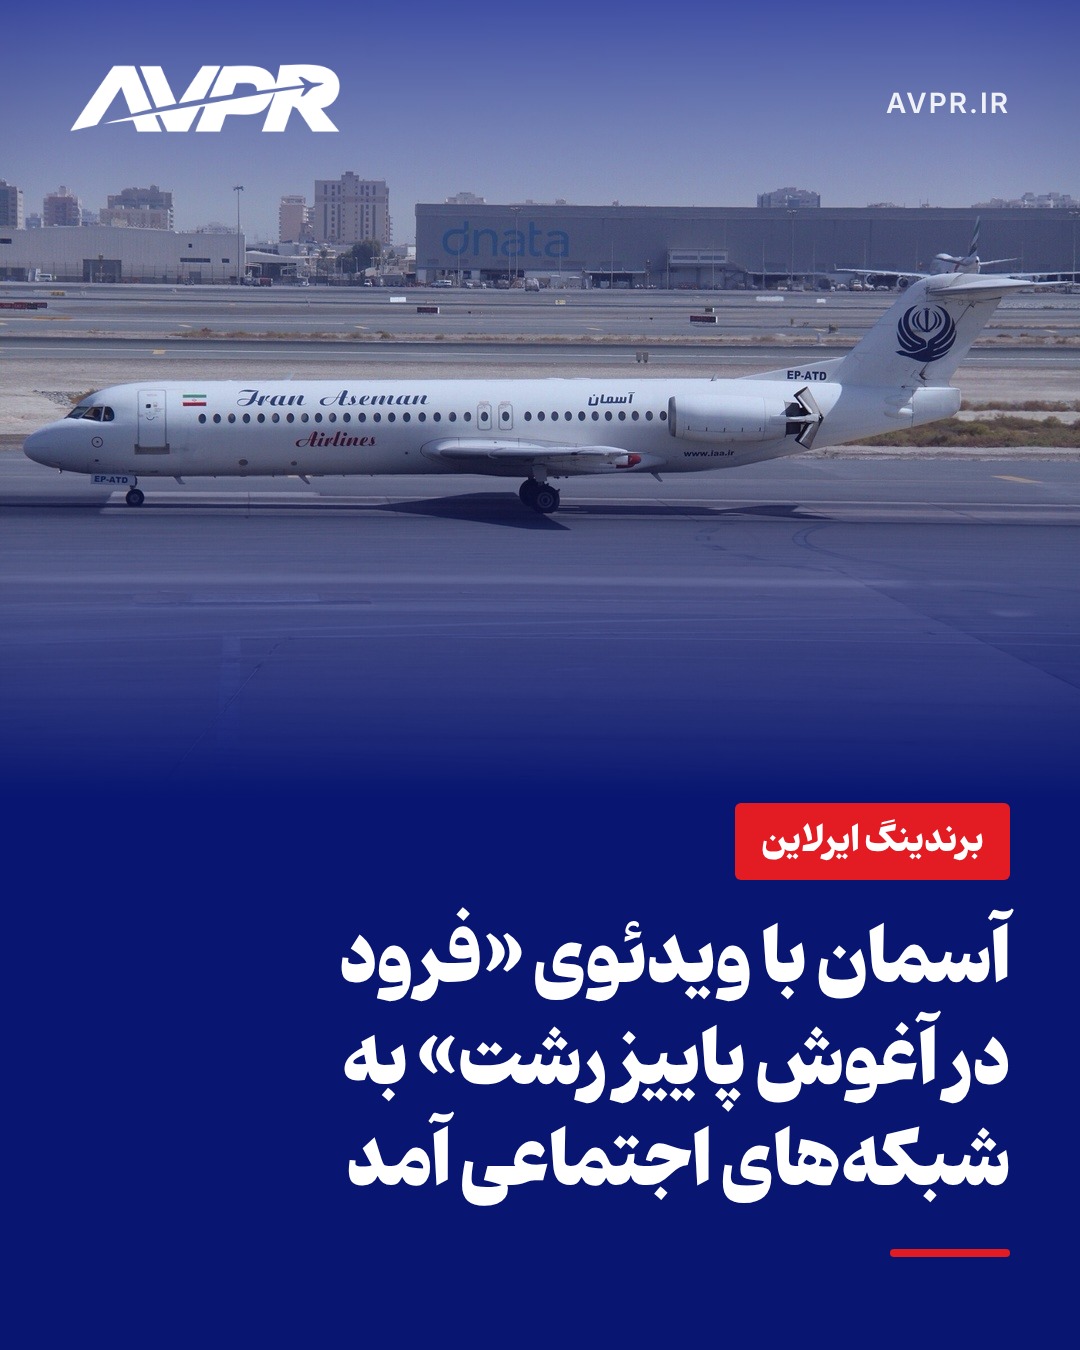 AVPR
AVPR.IR
dnata
EP-ATD
Iran Aseman
آسمان
Airlines
www.iaa.ir
EP-ATD
برندینگ ایرلاین
آسمان با ویدئوی «فرود
در آغوش پاییز رشت» به
شبکه‌های اجتماعی آمد